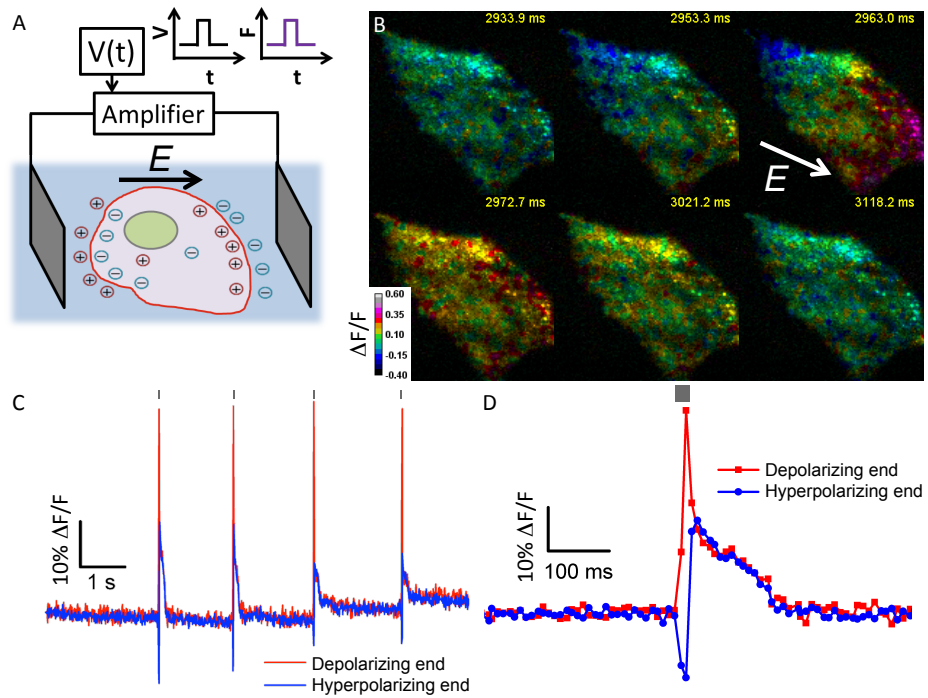 A
V(t)
V
t
F
t
Amplifier
E
+
−
B
2933.9 ms
2953.3 ms
2963.0 ms
E
2972.7 ms
3021.2 ms
3118.2 ms
ΔF/F
0.60
0.35
0.10
-0.15
-0.40
C
10% ΔF/F
1 s
Depolarizing end
Hyperpolarizing end
D
Depolarizing end
Hyperpolarizing end
10% ΔF/F
100 ms